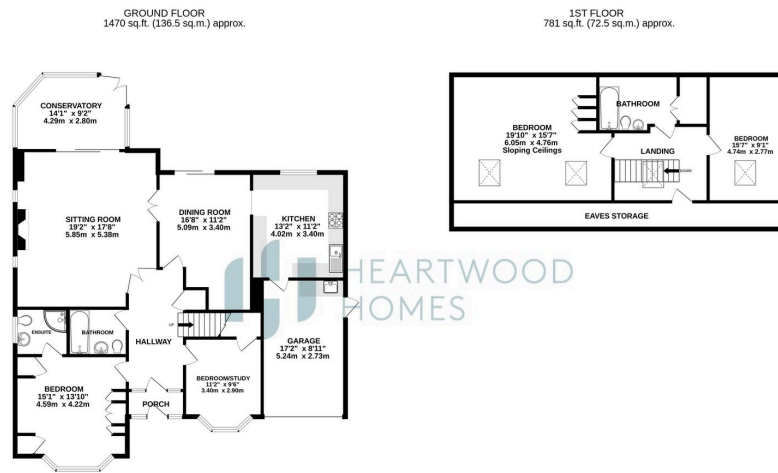 GROUND FLOOR
1470 sq.ft. (136.5 sq.m.) approx.
1ST FLOOR
781 sq.ft. (72.5 sq.m.) approx.
CONSERVATORY
14'1" x 9'2"
4.29m x 2.80m
SITTING ROOM
19'2" x 17'8"
5.85m x 5.38m
DINING ROOM
16'8" x 11'2"
5.09m x 3.40m
KITCHEN
13'2" x 11'2"
4.02m x 3.40m
ENSUITE
BATHROOM
HALLWAY
UP
GARAGE
17'2" x 8'11"
5.24m x 2.73m
BEDROOM
15'1" x 13'10"
4.59m x 4.22m
BEDROOM/STUDY
11'2" x 9'6"
3.40m x 2.90m
PORCH
BEDROOM
19'10" x 15'7"
6.05m x 4.76m
Sloping Ceilings
BATHROOM
LANDING
DOWN
BEDROOM
15'7" x 9'1"
4.74m x 2.77m
EAVES STORAGE
HEARTWOOD
HOMES